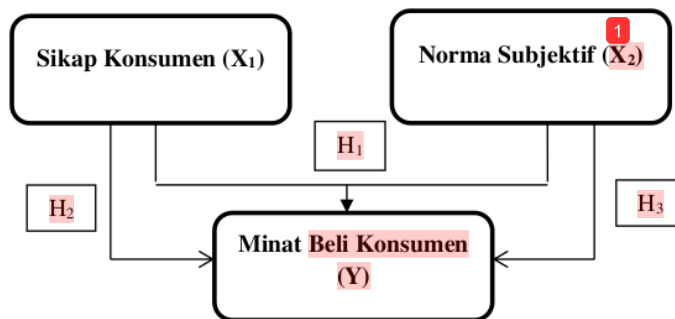 1
Sikap Konsumen (X₁)
Norma Subjektif (X₂)
H₁
H₂
H₃
Minat Beli Konsumen
(Y)